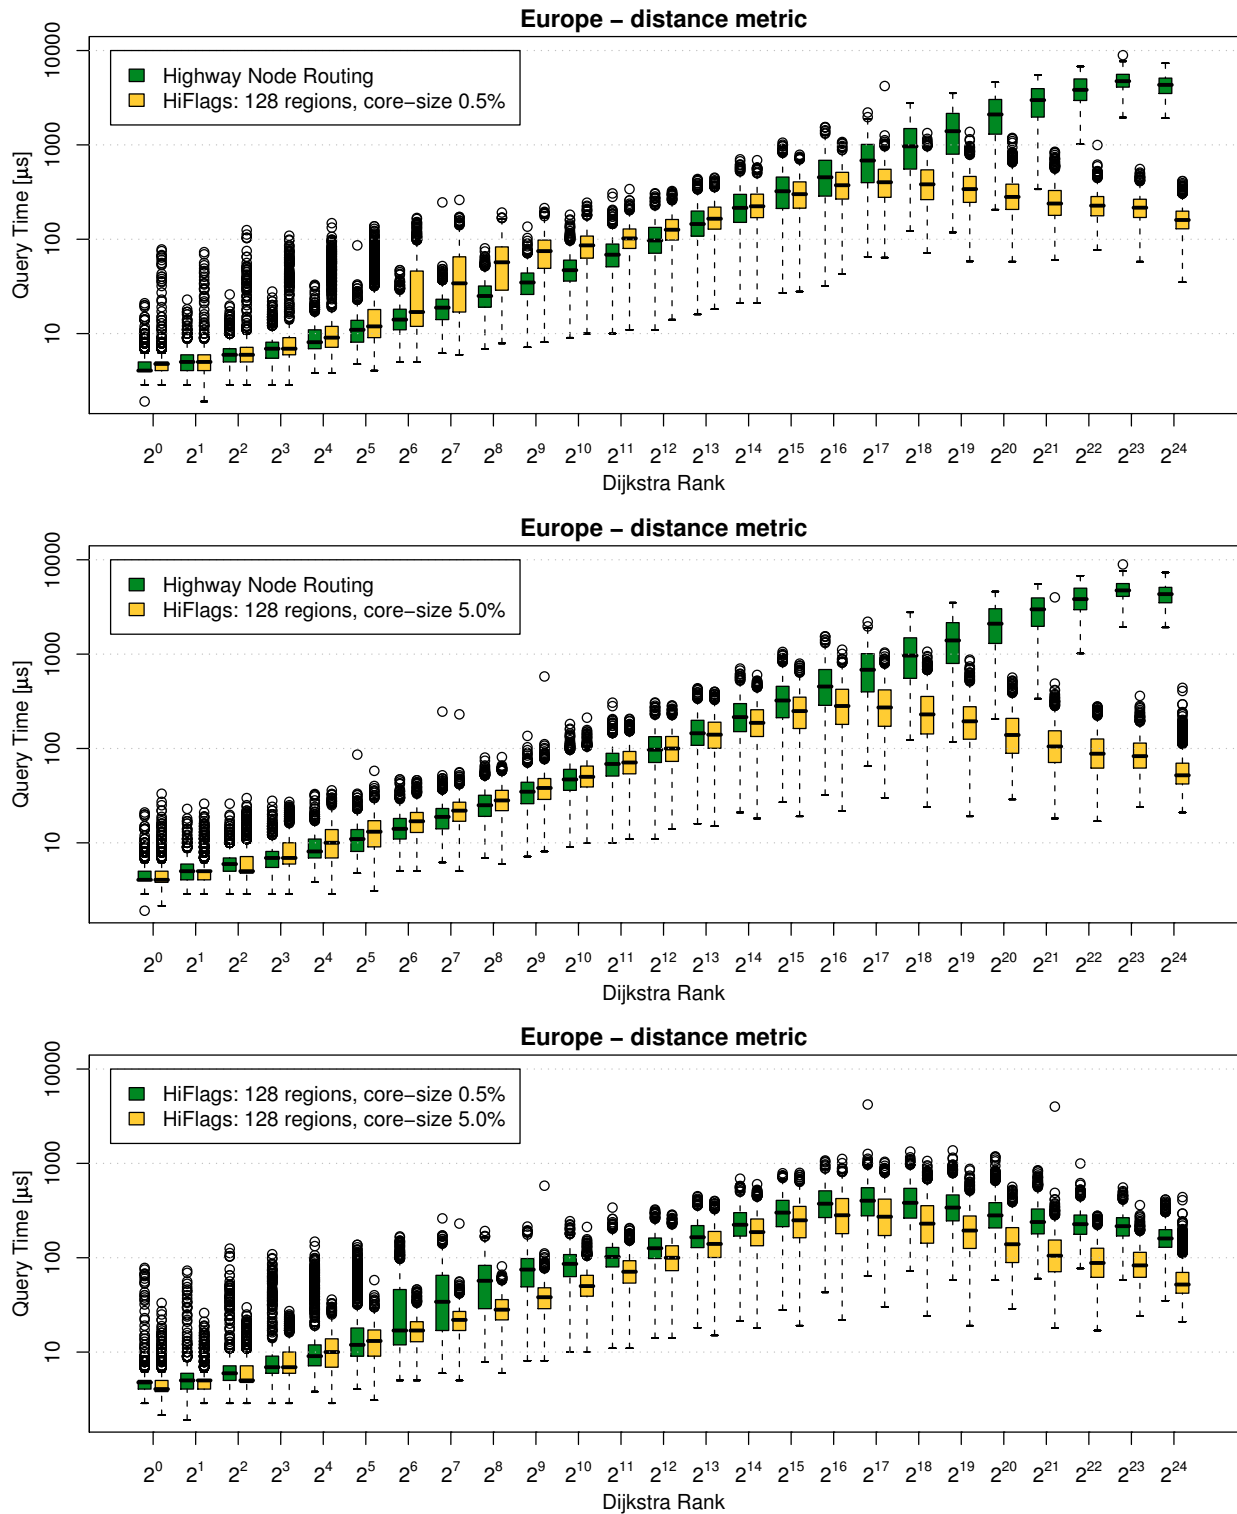 Europe − distance metric
Query Time [µs]
10000
1000
100
10
Highway Node Routing
HiFlags: 128 regions, core−size 0.5%
2^0 2^1 2^2 2^3 2^4 2^5 2^6 2^7 2^8 2^9 2^10 2^11 2^12 2^13 2^14 2^15 2^16 2^17 2^18 2^19 2^20 2^21 2^22 2^23 2^24
Dijkstra Rank
Europe − distance metric
Query Time [µs]
10000
1000
100
10
Highway Node Routing
HiFlags: 128 regions, core−size 5.0%
2^0 2^1 2^2 2^3 2^4 2^5 2^6 2^7 2^8 2^9 2^10 2^11 2^12 2^13 2^14 2^15 2^16 2^17 2^18 2^19 2^20 2^21 2^22 2^23 2^24
Dijkstra Rank
Europe − distance metric
Query Time [µs]
10000
1000
100
10
HiFlags: 128 regions, core−size 0.5%
HiFlags: 128 regions, core−size 5.0%
2^0 2^1 2^2 2^3 2^4 2^5 2^6 2^7 2^8 2^9 2^10 2^11 2^12 2^13 2^14 2^15 2^16 2^17 2^18 2^19 2^20 2^21 2^22 2^23 2^24
Dijkstra Rank